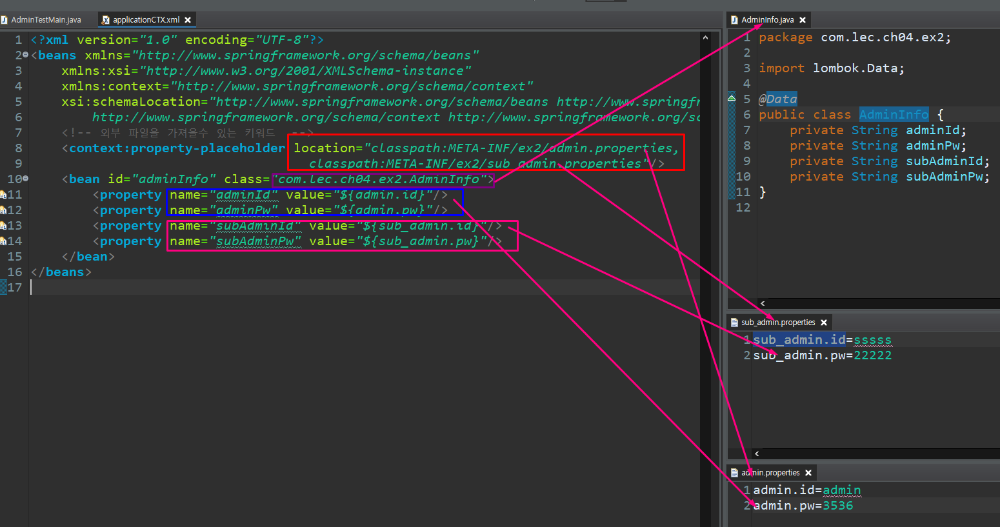 AdminTestMain.java
applicationCTX.xml
1 <?xml version="1.0" encoding="UTF-8"?>
2 <beans xmlns="http://www.springframework.org/schema/beans"
3 xmlns:xsi="http://www.w3.org/2001/XMLSchema-instance"
4 xmlns:context="http://www.springframework.org/schema/context"
5 xsi:schemaLocation="http://www.springframework.org/schema/beans http://www.springfr
6 http://www.springframework.org/schema/context http://www.springframework.org/sc
7 <!-- 외부 파일을 가져올수 있는 키워드 -->
8 <context:property-placeholder location="classpath:META-INF/ex2/admin.properties,
9 classpath:META-INF/ex2/sub_admin.properties"/>
10 <bean id="adminInfo" class="com.lec.ch04.ex2.AdminInfo">
11 <property name="adminId" value="${admin.id}"/>
12 <property name="adminPw" value="${admin.pw}"/>
13 <property name="subAdminId" value="${sub_admin.id}"/>
14 <property name="subAdminPw" value="${sub_admin.pw}"/>
15 </bean>
16 </beans>
17
AdminInfo.java
1 package com.lec.ch04.ex2;
2
3 import lombok.Data;
4
5 @Data
6 public class AdminInfo {
7 private String adminId;
8 private String adminPw;
9 private String subAdminId;
10 private String subAdminPw;
11 }
12
sub_admin.properties
1 sub_admin.id=sssss
2 sub_admin.pw=22222
admin.properties
1 admin.id=admin
2 admin.pw=3536